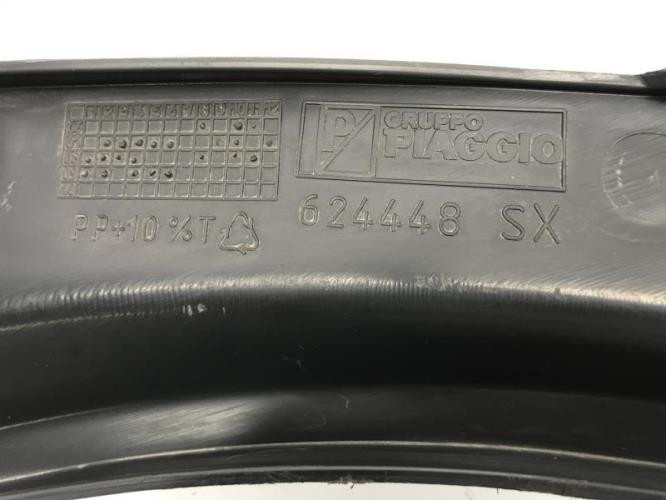 GRUPPO
PIAGGIO
PP+10%T
624448 SX